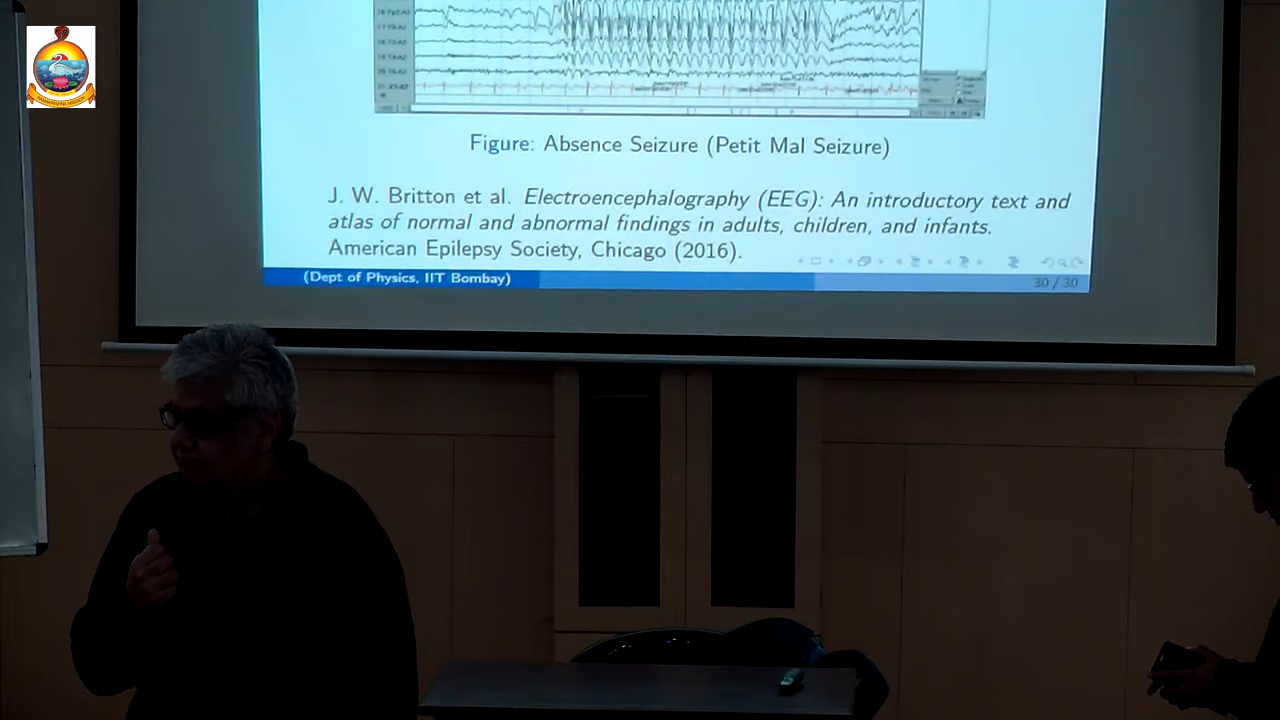 Figure: Absence Seizure (Petit Mal Seizure)
J. W. Britton et al. Electroencephalography (EEG): An introductory text and
atlas of normal and abnormal findings in adults, children, and infants.
American Epilepsy Society, Chicago (2016).
(Dept of Physics, IIT Bombay)
30 / 30